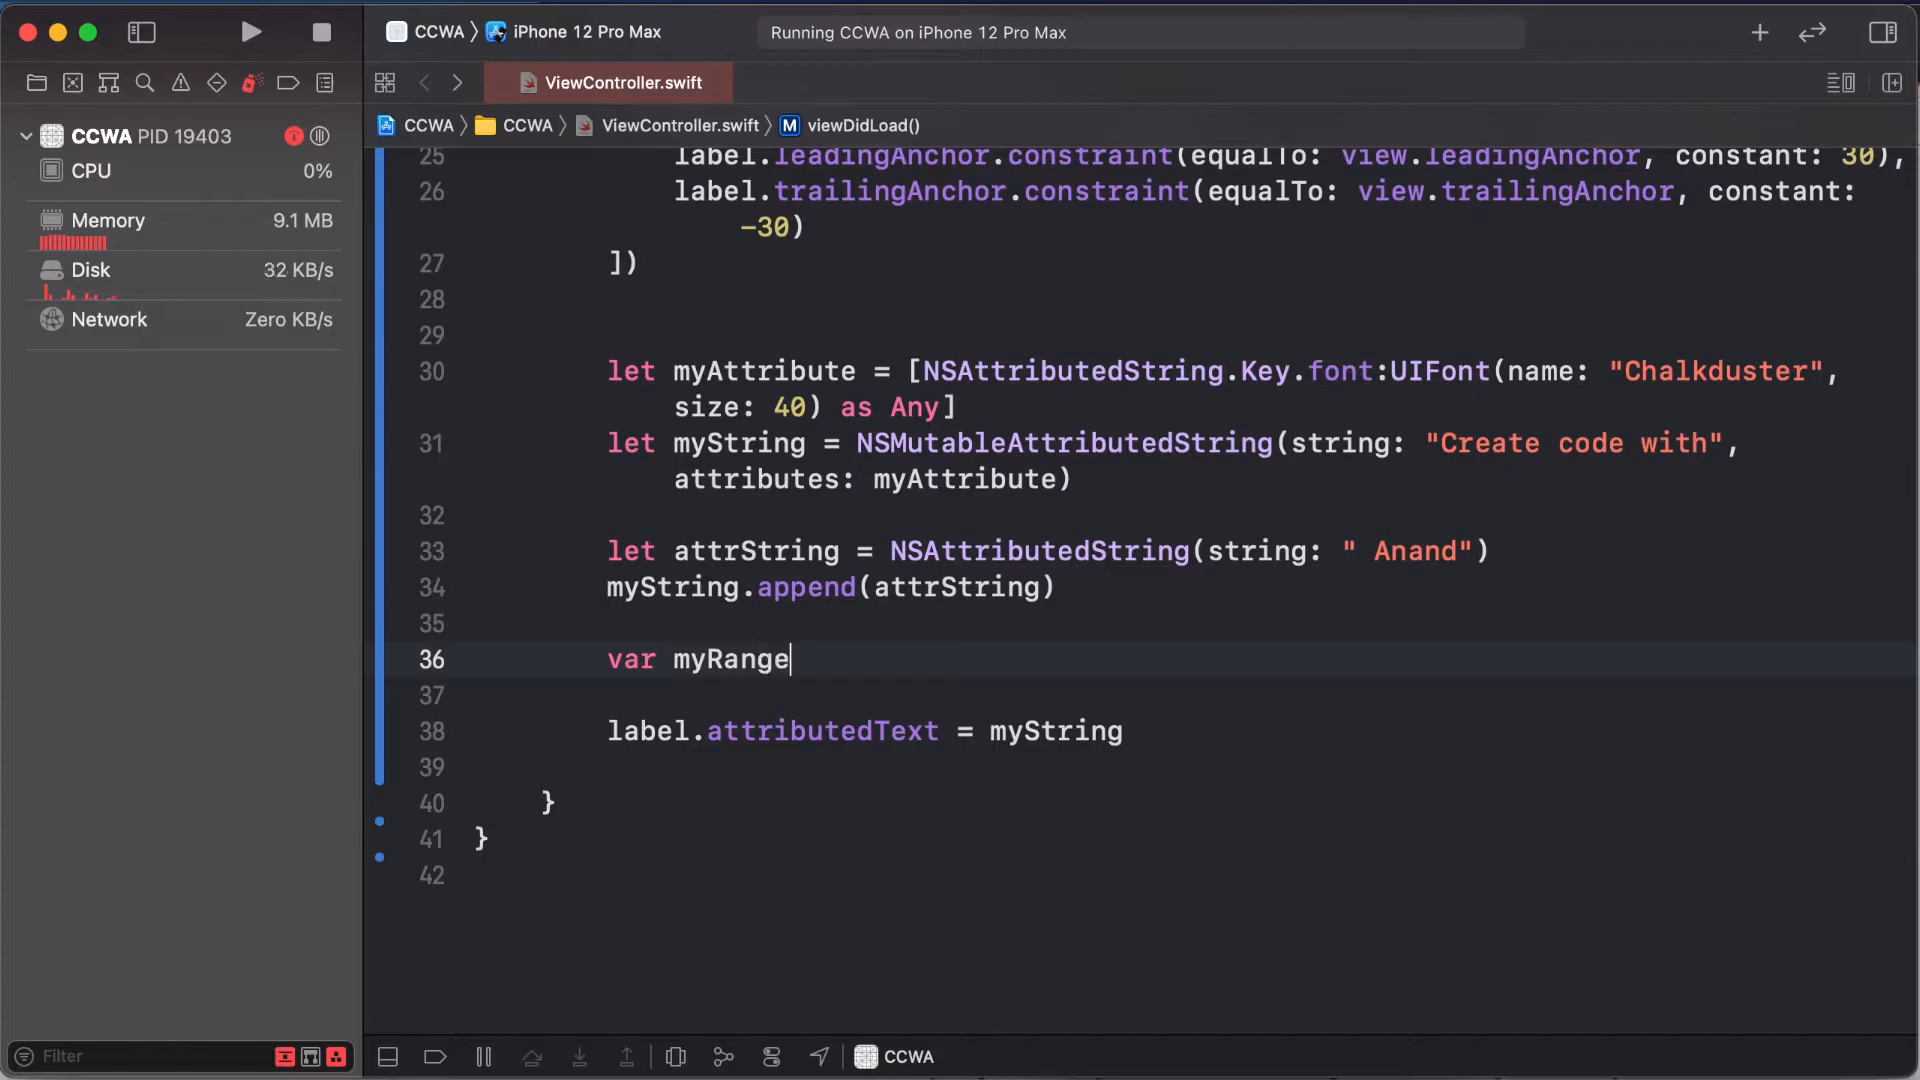 CCWA 〉 iPhone 12 Pro Max
Running CCWA on iPhone 12 Pro Max
ViewController.swift
CCWA 〉 CCWA 〉 ViewController.swift 〉 M viewDidLoad()
CCWA PID 19403
CPU 0%
Memory 9.1 MB
Disk 32 KB/s
Network Zero KB/s
25 label.leadingAnchor.constraint(equalTo: view.leadingAnchor, constant: 30),
26 label.trailingAnchor.constraint(equalTo: view.trailingAnchor, constant:
-30)
27 ])
28
29
30 let myAttribute = [NSAttributedString.Key.font:UIFont(name: "Chalkduster",
size: 40) as Any]
31 let myString = NSMutableAttributedString(string: "Create code with",
attributes: myAttribute)
32
33 let attrString = NSAttributedString(string: " Anand")
34 myString.append(attrString)
35
36 var myRange
37
38 label.attributedText = myString
39
40 }
41 }
42
Filter
CCWA